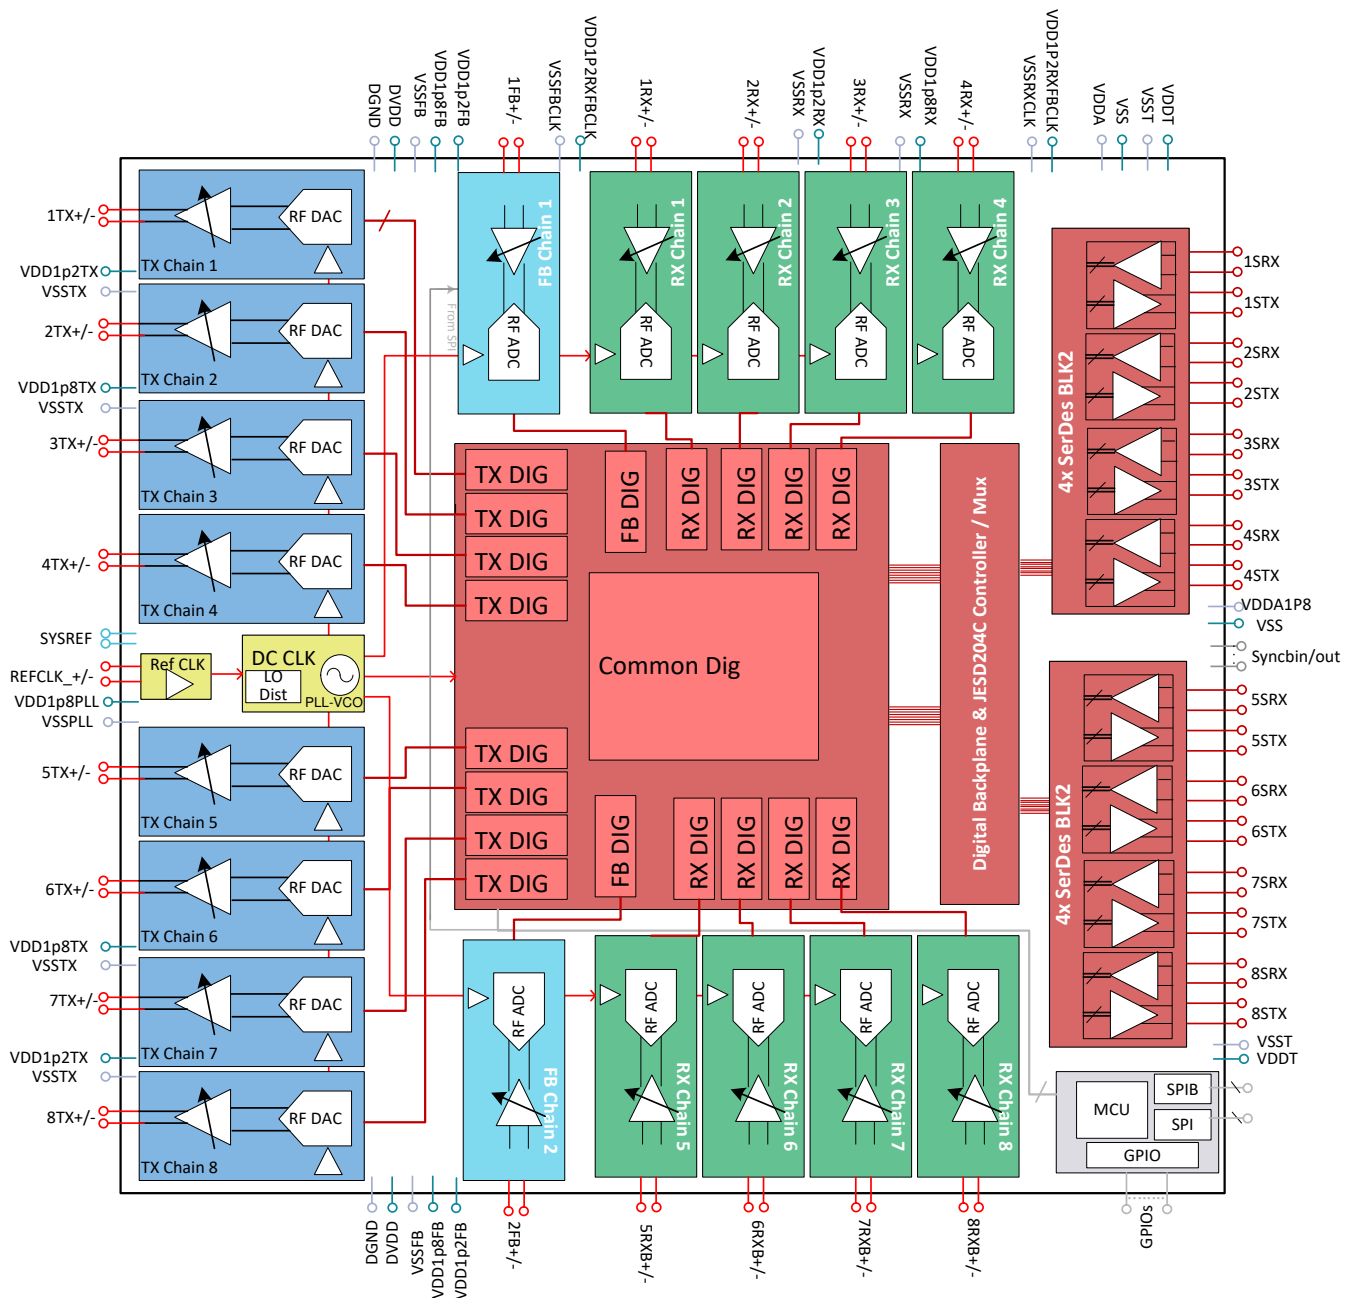 DGND
DVDD
VSSFB
VDD1p8FB
VDD1p2FB
1FB+/-
VSSFBCLK
VDD1P2RXFBCLK
1RX+/-
2RX+/-
VSSRX
VDD1p2RX
3RX+/-
VSSRX
VDD1p8RX
4RX+/-
VSSRXCLK
VDD1P2RXFBCLK
VDDA
VSS
VSST
VDDT
1TX+/-
VDD1p2TX
VSSTX
2TX+/-
VDD1p8TX
VSSTX
3TX+/-
4TX+/-
SYSREF
REFCLK_+/-
VDD1p8PLL
VSSPLL
5TX+/-
6TX+/-
VDD1p8TX
VSSTX
7TX+/-
VDD1p2TX
VSSTX
8TX+/-
RF DAC
TX Chain 1
RF DAC
TX Chain 2
RF DAC
TX Chain 3
RF DAC
TX Chain 4
Ref CLK
DC CLK
LO
Dist
PLL-VCO
RF DAC
TX Chain 5
RF DAC
TX Chain 6
RF DAC
TX Chain 7
RF DAC
TX Chain 8
FB Chain 1
RF ADC
From SPI
RX Chain 1
RF ADC
RX Chain 2
RF ADC
RX Chain 3
RF ADC
RX Chain 4
RF ADC
TX DIG
TX DIG
TX DIG
TX DIG
FB DIG
RX DIG
RX DIG
RX DIG
RX DIG
Common Dig
TX DIG
TX DIG
TX DIG
TX DIG
FB DIG
RX DIG
RX DIG
RX DIG
RX DIG
Digital Backplane & JESD204C Controller / Mux
RF ADC
FB Chain 2
RF ADC
RX Chain 5
RF ADC
RX Chain 6
RF ADC
RX Chain 7
RF ADC
RX Chain 8
4x SerDes BLK2
1SRX
1STX
2SRX
2STX
3SRX
3STX
4SRX
4STX
VDDA1P8
VSS
Syncbin/out
4x SerDes BLK2
5SRX
5STX
6SRX
6STX
7SRX
7STX
8SRX
8STX
VSST
VDDT
MCU
SPIB
SPI
GPIO
GPIOs
DGND
DVDD
VSSFB
VDD1p8FB
VDD1p2FB
2FB+/-
5RXB+/-
6RXB+/-
7RXB+/-
8RXB+/-